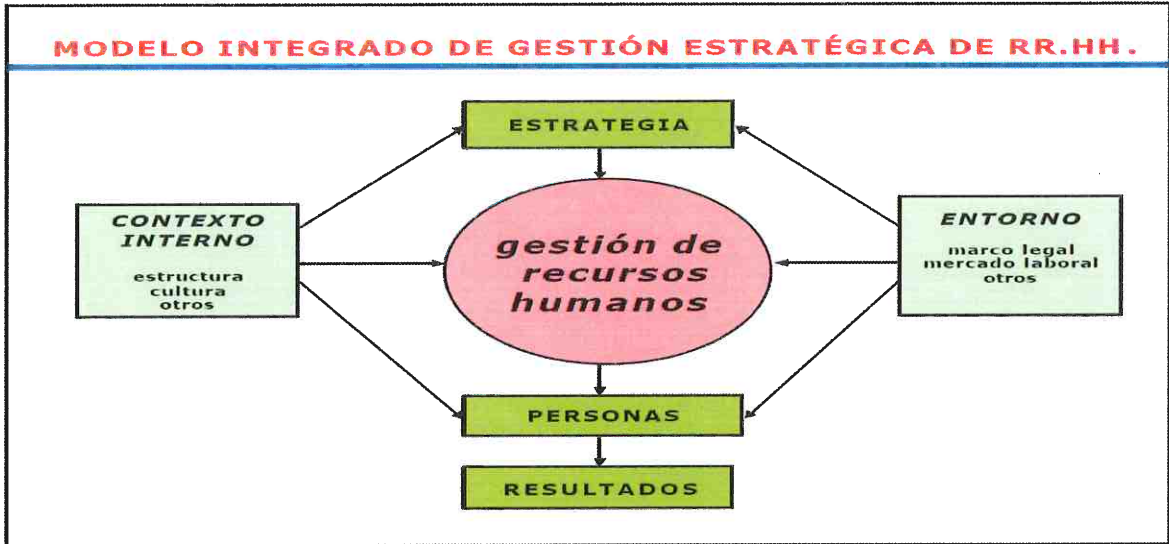 MODELO INTEGRADO DE GESTIÓN ESTRATÉGICA DE RR.HH.
ESTRATEGIA
CONTEXTO
INTERNO
estructura
cultura
otros
gestión de
recursos
humanos
ENTORNO
marco legal
mercado laboral
otros
PERSONAS
RESULTADOS